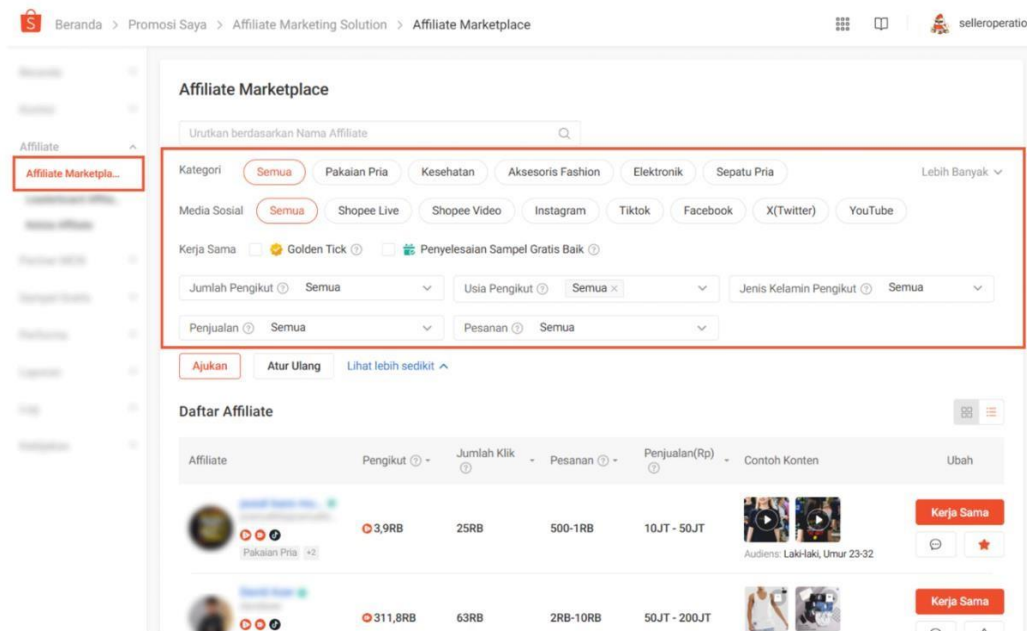 Beranda > Promosi Saya > Affiliate Marketing Solution > Affiliate Marketplace
selleroperatio
Affiliate
Affiliate Marketpla...
Affiliate Marketplace
Urutkan berdasarkan Nama Affiliate
Kategori Semua Pakaian Pria Kesehatan Aksesoris Fashion Elektronik Sepatu Pria Lebih Banyak
Media Sosial Semua Shopee Live Shopee Video Instagram Tiktok Facebook X(Twitter) YouTube
Kerja Sama Golden Tick Penyelesaian Sampel Gratis Baik
Jumlah Pengikut Semua Usia Pengikut Semua × Jenis Kelamin Pengikut Semua
Penjualan Semua Pesanan Semua
Ajukan Atur Ulang Lihat lebih sedikit
Daftar Affiliate
Affiliate Pengikut Jumlah Klik Pesanan Penjualan(Rp) Contoh Konten Ubah
3,9RB 25RB 500-1RB 10JT - 50JT Kerja Sama
Pakaian Pria +2
Audiens: Laki-laki, Umur 23-32
311,8RB 63RB 2RB-10RB 50JT - 200JT Kerja Sama